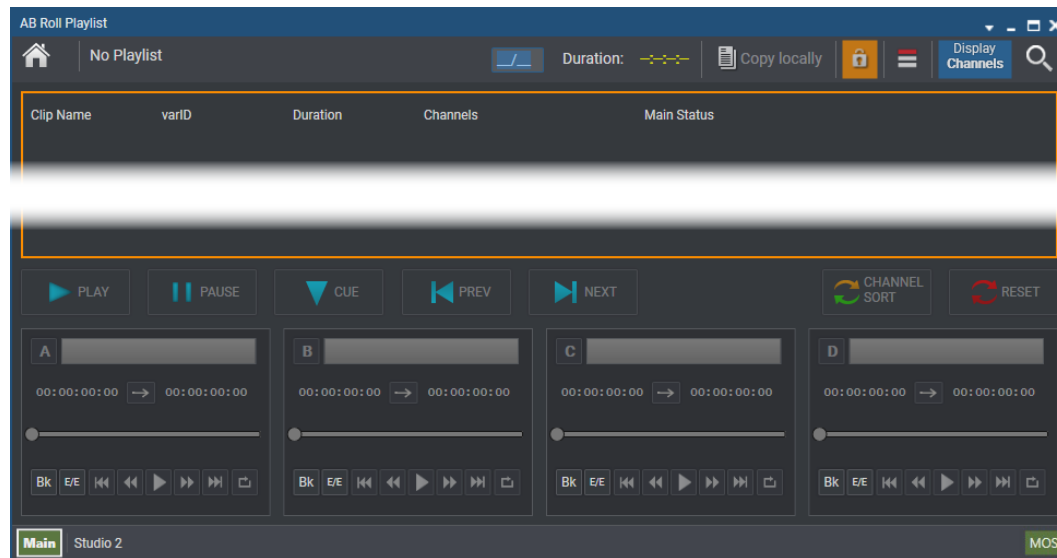 AB Roll Playlist
No Playlist
__/__
Duration: --:--:--:--
Copy locally
Display
Channels
Clip Name varID Duration Channels Main Status
PLAY PAUSE CUE PREV NEXT
CHANNEL
SORT
RESET
A B C D
00:00:00:00 00:00:00:00 00:00:00:00 00:00:00:00 00:00:00:00 00:00:00:00 00:00:00:00 00:00:00:00
Bk E/E Bk E/E Bk E/E Bk E/E
Main Studio 2 MOS